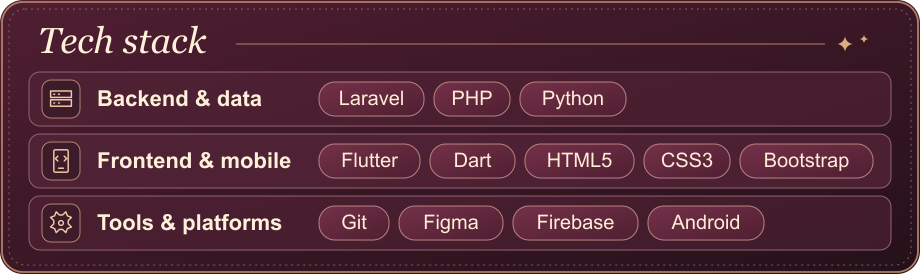 Tech stack
Backend & data Laravel PHP Python
Frontend & mobile Flutter Dart HTML5 CSS3 Bootstrap
Tools & platforms Git Figma Firebase Android